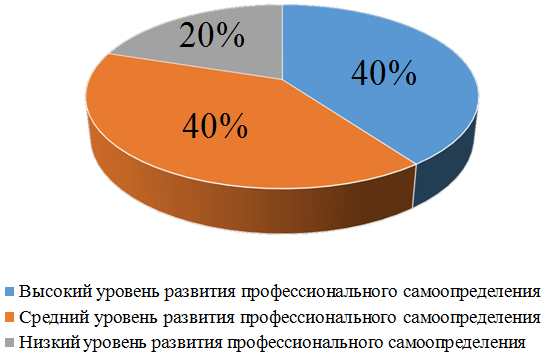 20%
40%
40%
Высокий уровень развития профессионального самоопределения
Средний уровень развития профессионального самоопределения
Низкий уровень развития профессионального самоопределения